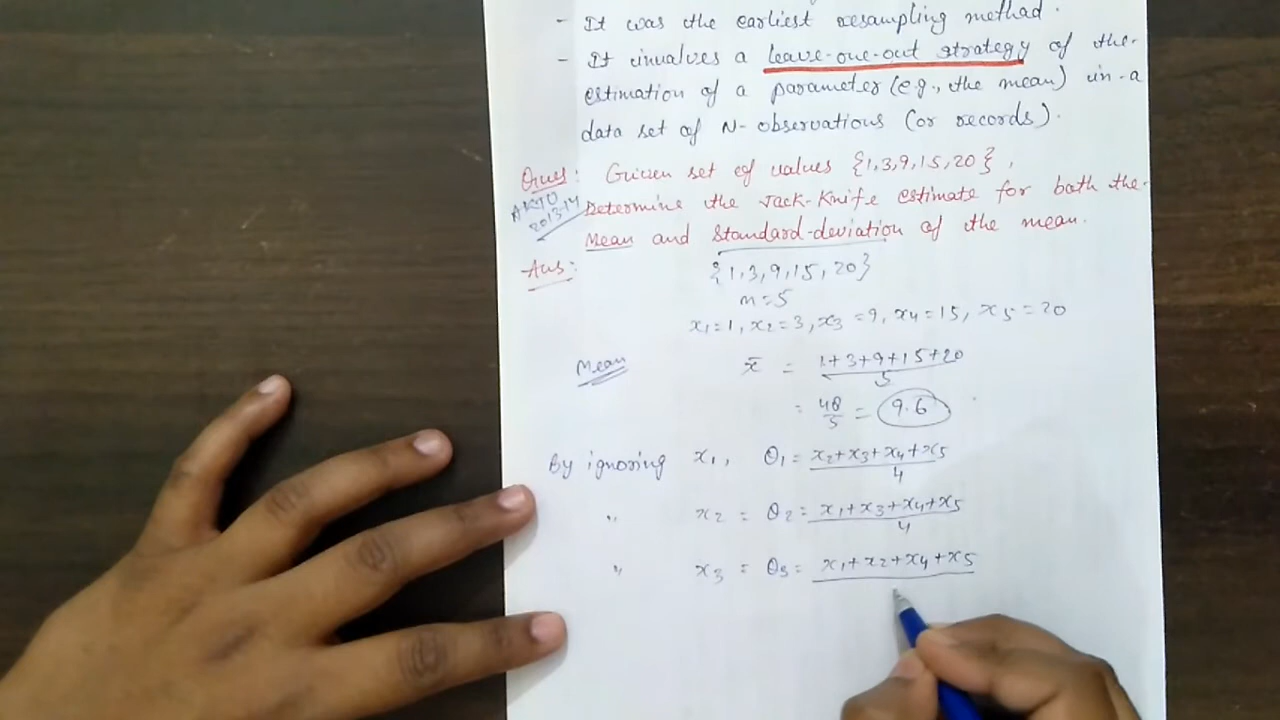 - It was the earliest resampling method.
- It involves a leave-one-out strategy of the-
estimation of a parameter (e.g., the mean) in-a
data set of N-observations (or records).
Ques: Given set of values {1,3,9,15,20},
AKTU 2013-14
Determine the Jack-Knife estimate for both the-
Mean and Standard-deviation of the mean.
Ans: {1,3,9,15,20}
n=5
x1=1, x2=3, x3=9, x4=15, x5=20
Mean x̄ = 1+3+9+15+20
5
= 48/5 = 9.6
By ignoring x1, θ1 = x2+x3+x4+x5
4
" x2 = θ2 = x1+x3+x4+x5
4
" x3 = θ3 = x1+x2+x4+x5